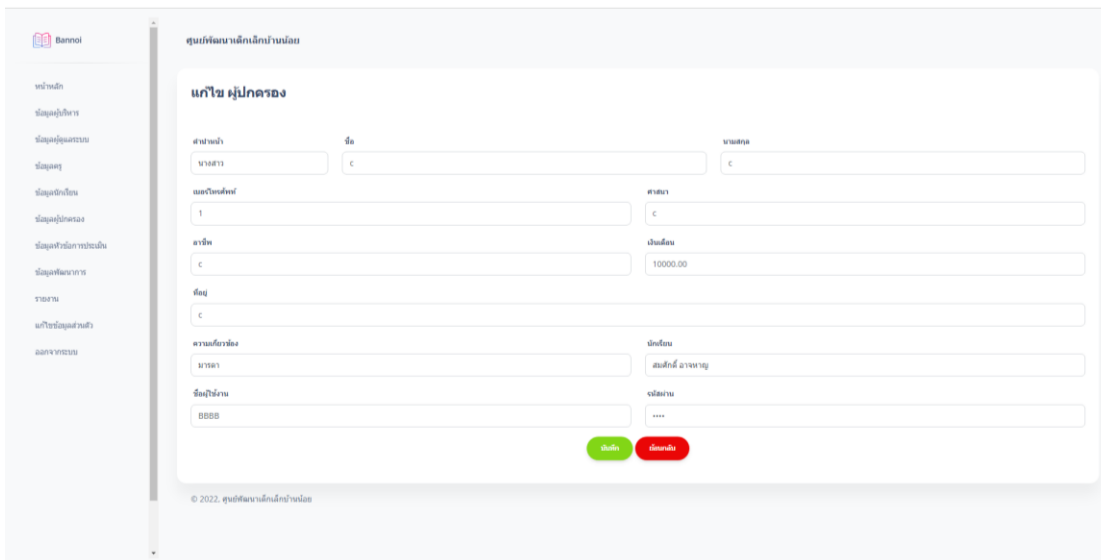 Bannoi
หน้าหลัก
ข้อมูลผู้บริหาร
ข้อมูลผู้ดูแลระบบ
ข้อมูลครู
ข้อมูลนักเรียน
ข้อมูลผู้ปกครอง
ข้อมูลหัวข้อการประเมิน
ข้อมูลพัฒนาการ
รายงาน
แก้ไขข้อมูลส่วนตัว
ออกจากระบบ
ศูนย์พัฒนาเด็กเล็กบ้านน้อย
แก้ไข ผู้ปกครอง
คำนำหน้า ชื่อ นามสกุล
นางสาว c c
เบอร์โทรศัพท์ ศาสนา
1 c
อาชีพ เงินเดือน
c 10000.00
ที่อยู่
c
ความเกี่ยวข้อง นักเรียน
มารดา สมศักดิ์ อาจหาญ
ชื่อผู้ใช้งาน รหัสผ่าน
BBBB ••••
บันทึก ย้อนกลับ
© 2022, ศูนย์พัฒนาเด็กเล็กบ้านน้อย